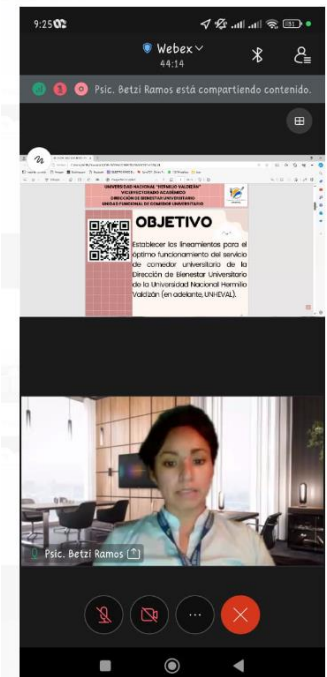 9:25
Webex
44:14
Psic. Betzi Ramos está compartiendo contenido.
UNIVERSIDAD NACIONAL "HERMILIO VALDIZÁN"
VICERRECTORADO ACADÉMICO
DIRECCIÓN DE BIENESTAR UNIVERSITARIO
UNIDAD FUNCIONAL DE COMEDOR UNIVERSITARIO
OBJETIVO
Establecer los lineamientos para el
óptimo funcionamiento del servicio
de comedor universitario de la
Dirección de Bienestar Universitario
de la Universidad Nacional Hermilio
Valdizán (en adelante, UNHEVAL).
Psic. Betzi Ramos